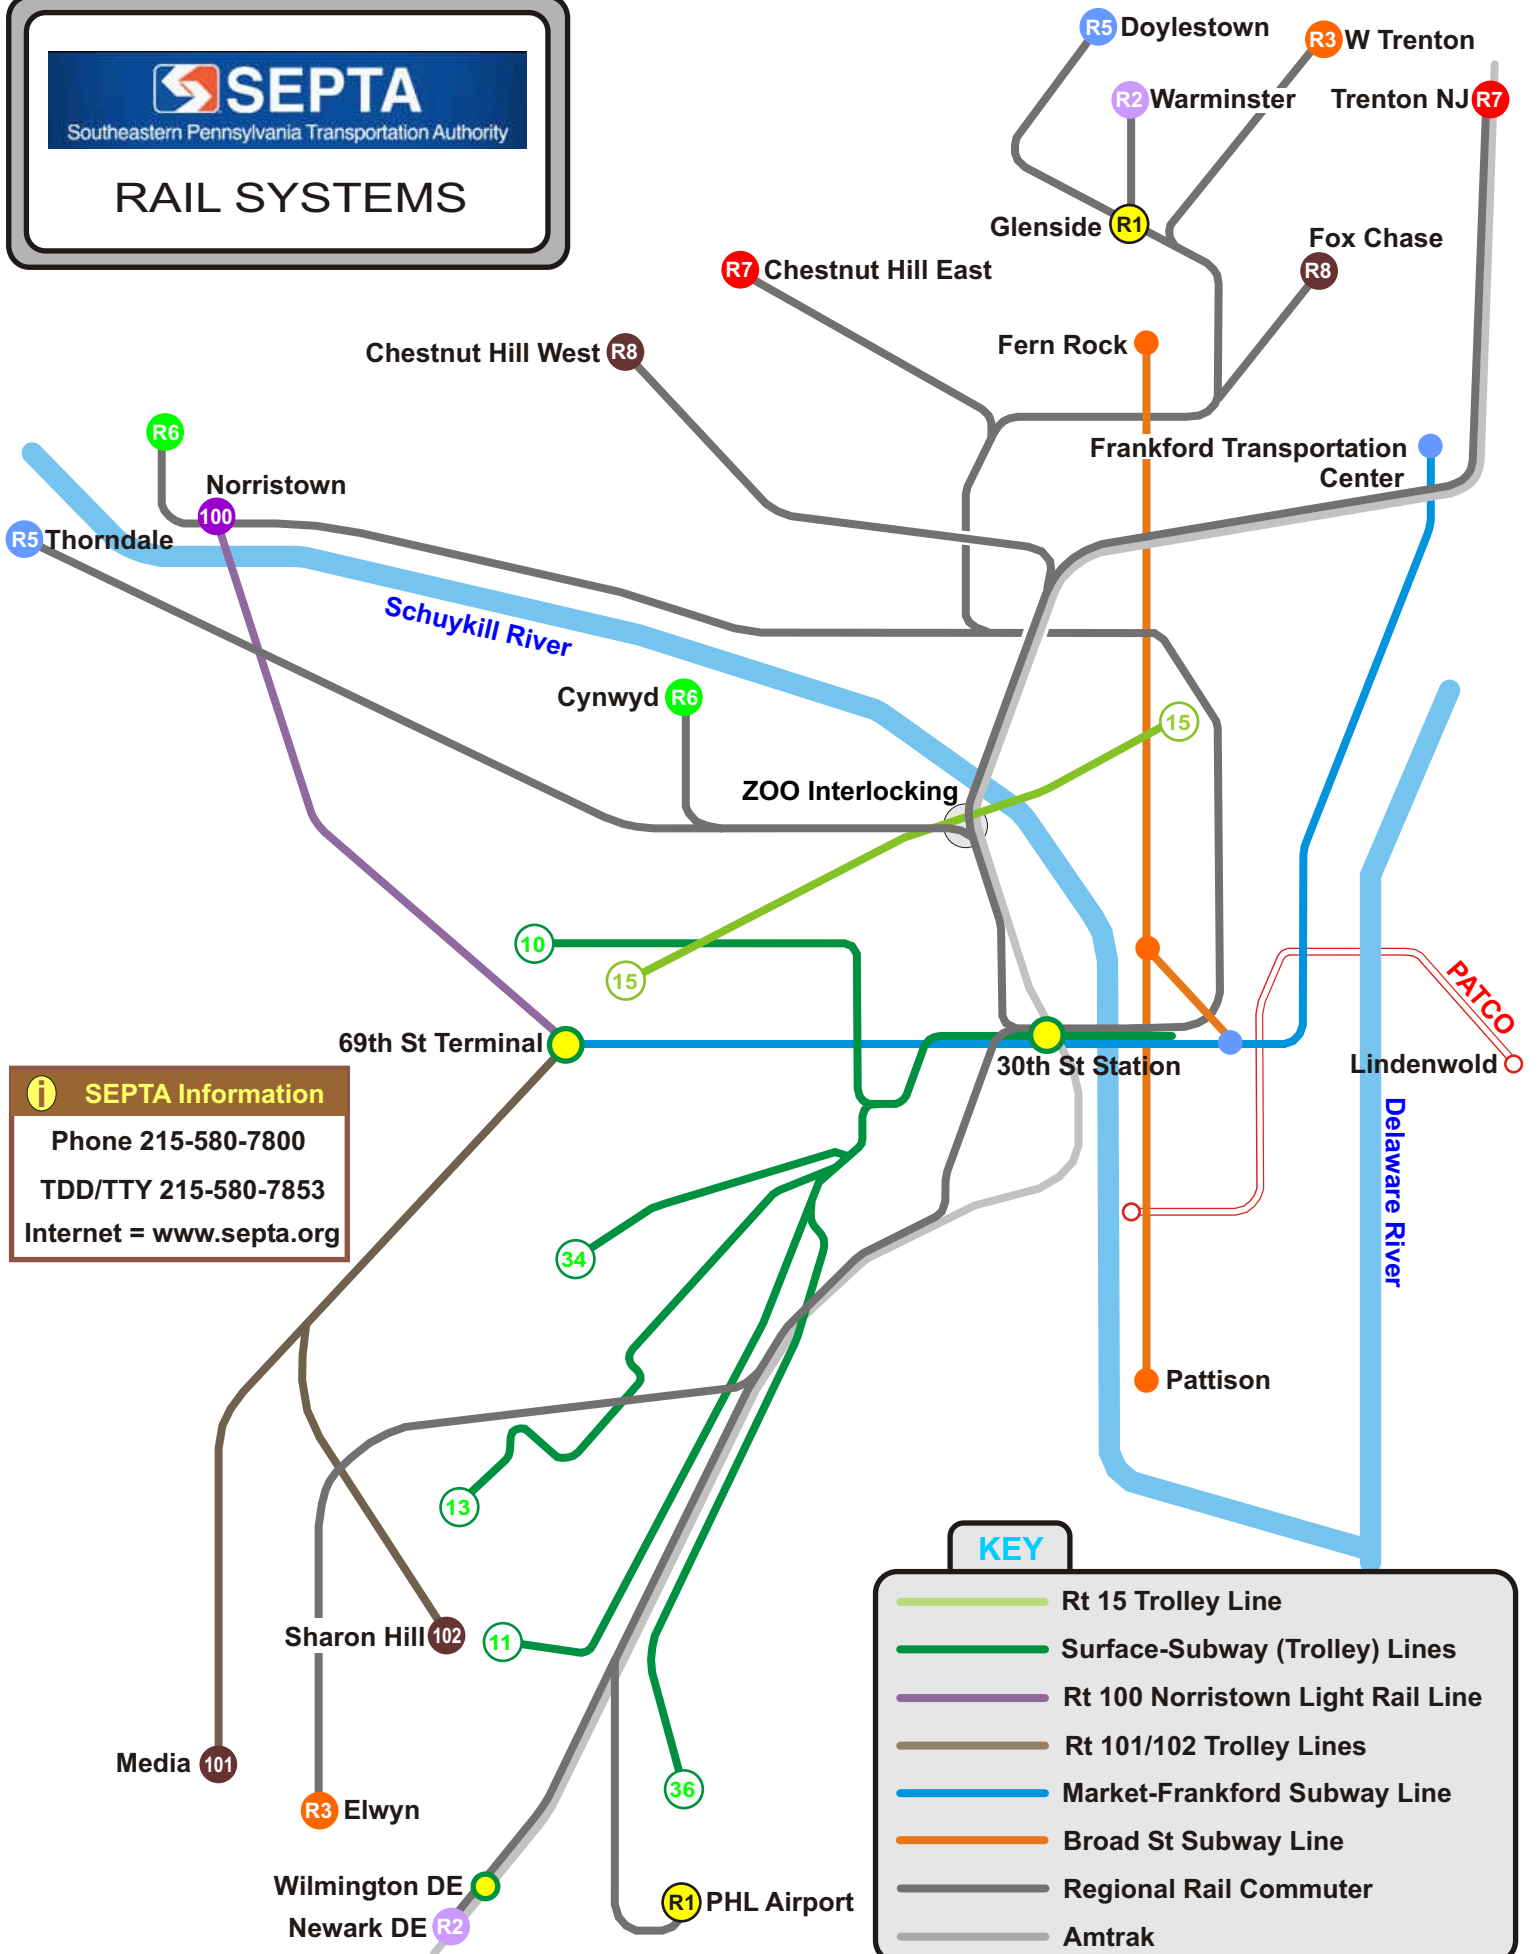 SEPTA
Southeastern Pennsylvania Transportation Authority
RAIL SYSTEMS
R5 Doylestown
R3 W Trenton
R2 Warminster
Trenton NJ R7
Glenside R1
Fox Chase
R8
R7 Chestnut Hill East
Chestnut Hill West R8
Fern Rock
R6
Frankford Transportation
Center
Norristown
100
R5 Thorndale
Schuykill River
Cynwyd R6
15
ZOO Interlocking
10
15
PATCO
69th St Terminal
30th St Station
Lindenwold
i SEPTA Information
Phone 215-580-7800
TDD/TTY 215-580-7853
Internet = www.septa.org
Delaware River
34
Pattison
13
Sharon Hill 102
11
Media 101
36
R3 Elwyn
Wilmington DE
Newark DE R2
R1 PHL Airport
KEY
Rt 15 Trolley Line
Surface-Subway (Trolley) Lines
Rt 100 Norristown Light Rail Line
Rt 101/102 Trolley Lines
Market-Frankford Subway Line
Broad St Subway Line
Regional Rail Commuter
Amtrak